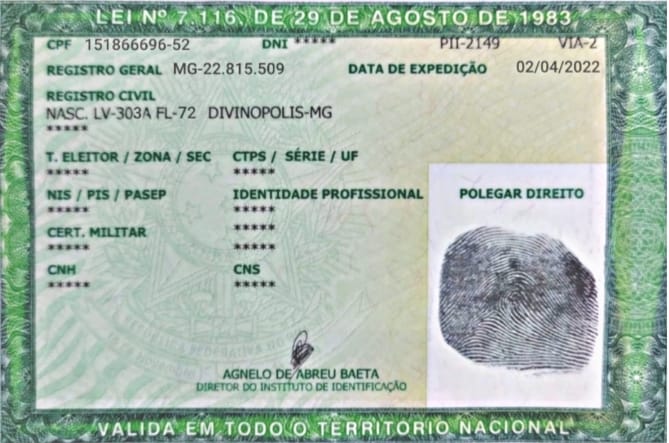 LEI Nº 7.116, DE 29 DE AGOSTO DE 1983
CPF 151866696-52 DNI ***** PII-2149 VIA-2
REGISTRO GERAL MG-22.815.509 DATA DE EXPEDIÇÃO 02/04/2022
REGISTRO CIVIL
NASC. LV-303A FL-72 DIVINOPOLIS-MG
*****
T. ELEITOR / ZONA / SEC CTPS / SÉRIE / UF
***** *****
NIS / PIS / PASEP IDENTIDADE PROFISSIONAL POLEGAR DIREITO
***** *****
CERT. MILITAR *****
***** *****
CNH CNS
***** *****
AGNELO DE ABREU BAETA
DIRETOR DO INSTITUTO DE IDENTIFICAÇÃO
VALIDA EM TODO O TERRITORIO NACIONAL